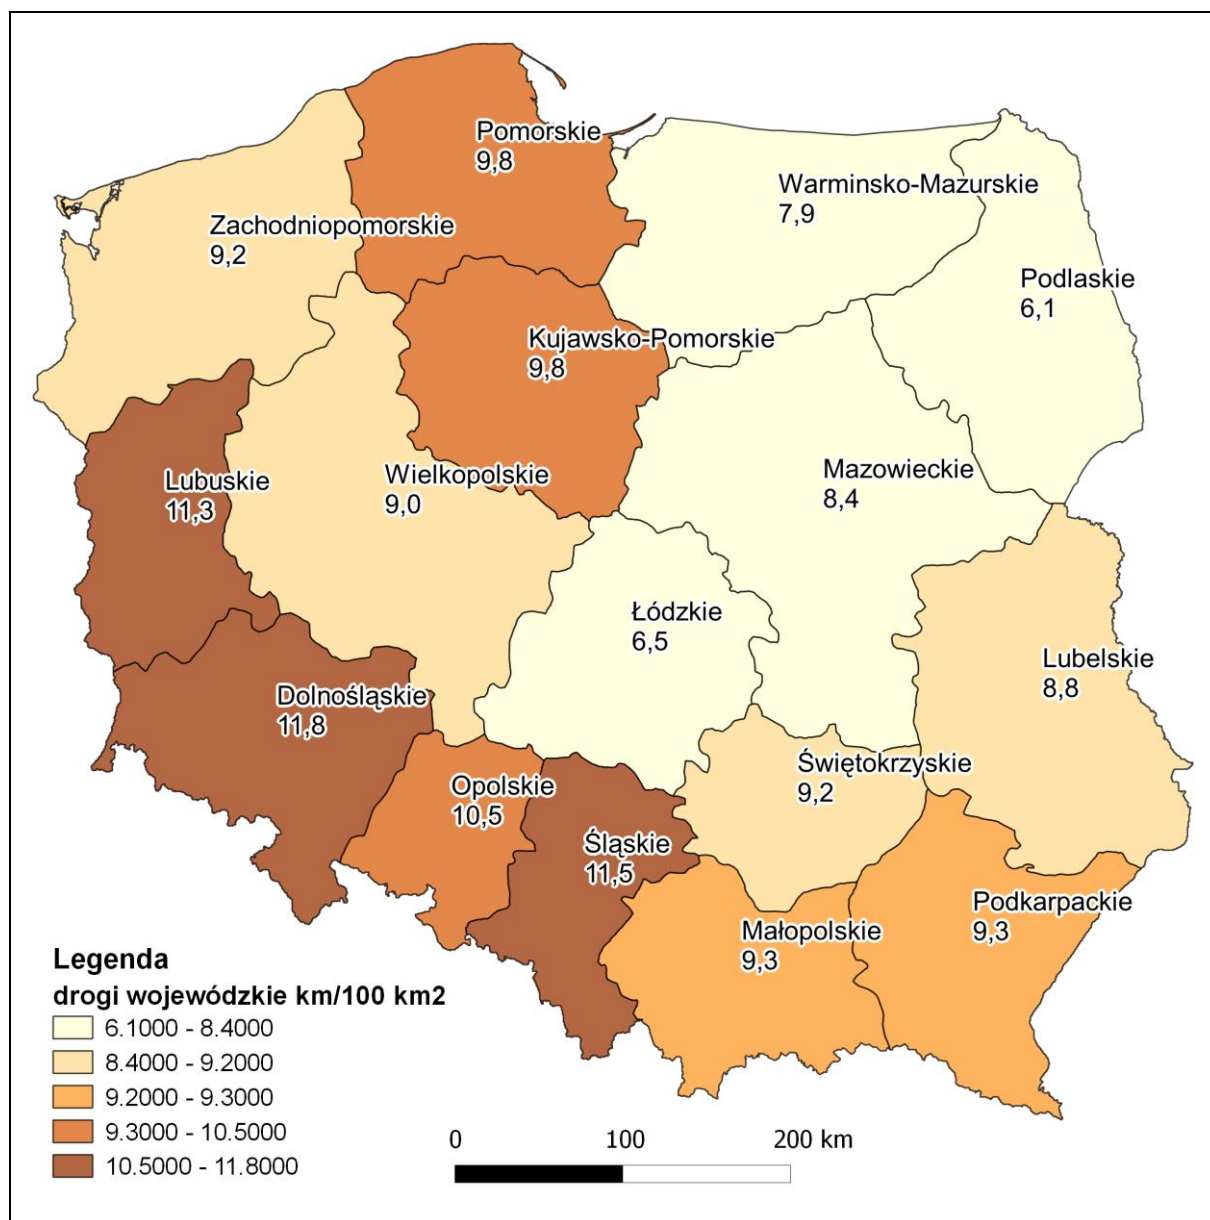 Pomorskie
9,8
Warminsko-Mazurskie
7,9
Zachodniopomorskie
9,2
Podlaskie
6,1
Kujawsko-Pomorskie
9,8
Mazowieckie
8,4
Wielkopolskie
9,0
Lubuskie
11,3
Łódzkie
6,5
Lubelskie
8,8
Dolnośląskie
11,8
Świętokrzyskie
9,2
Opolskie
10,5
Śląskie
11,5
Podkarpackie
9,3
Małopolskie
9,3
Legenda
drogi wojewódzkie km/100 km2
6.1000 - 8.4000
8.4000 - 9.2000
9.2000 - 9.3000
9.3000 - 10.5000
10.5000 - 11.8000
0 100 200 km